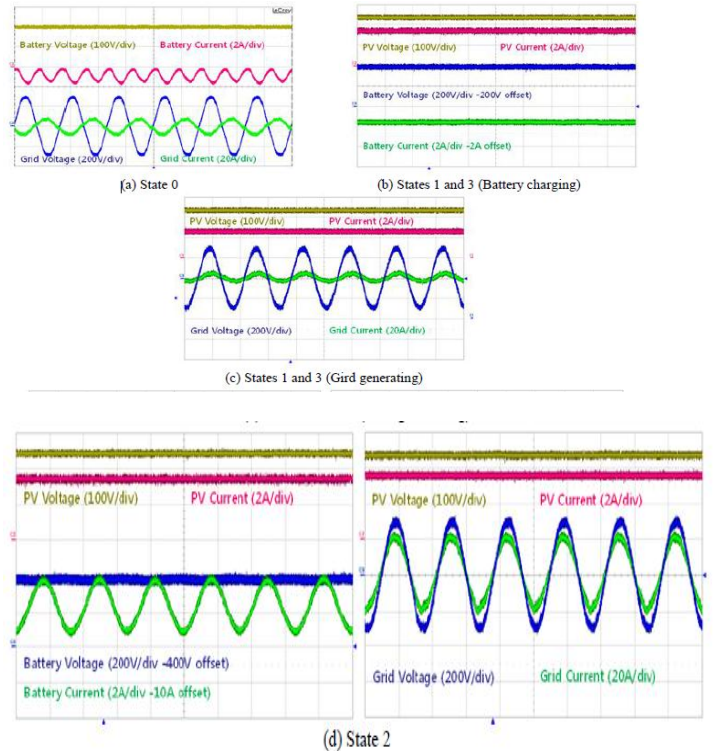 LeCroy
Battery Voltage (100V/div) Battery Current (2A/div)
Grid Voltage (200V/div) Grid Current (20A/div)
(a) State 0
PV Voltage (100V/div) PV Current (2A/div)
Battery Voltage (200V/div -200V offset)
Battery Current (2A/div -2A offset)
(b) States 1 and 3 (Battery charging)
PV Voltage (100V/div) PV Current (2A/div)
Grid Voltage (200V/div) Grid Current (20A/div)
(c) States 1 and 3 (Gird generating)
PV Voltage (100V/div) PV Current (2A/div)
Battery Voltage (200V/div -400V offset)
Battery Current (2A/div -10A offset)
PV Voltage (100V/div) PV Current (2A/div)
Grid Voltage (200V/div) Grid Current (20A/div)
(d) State 2